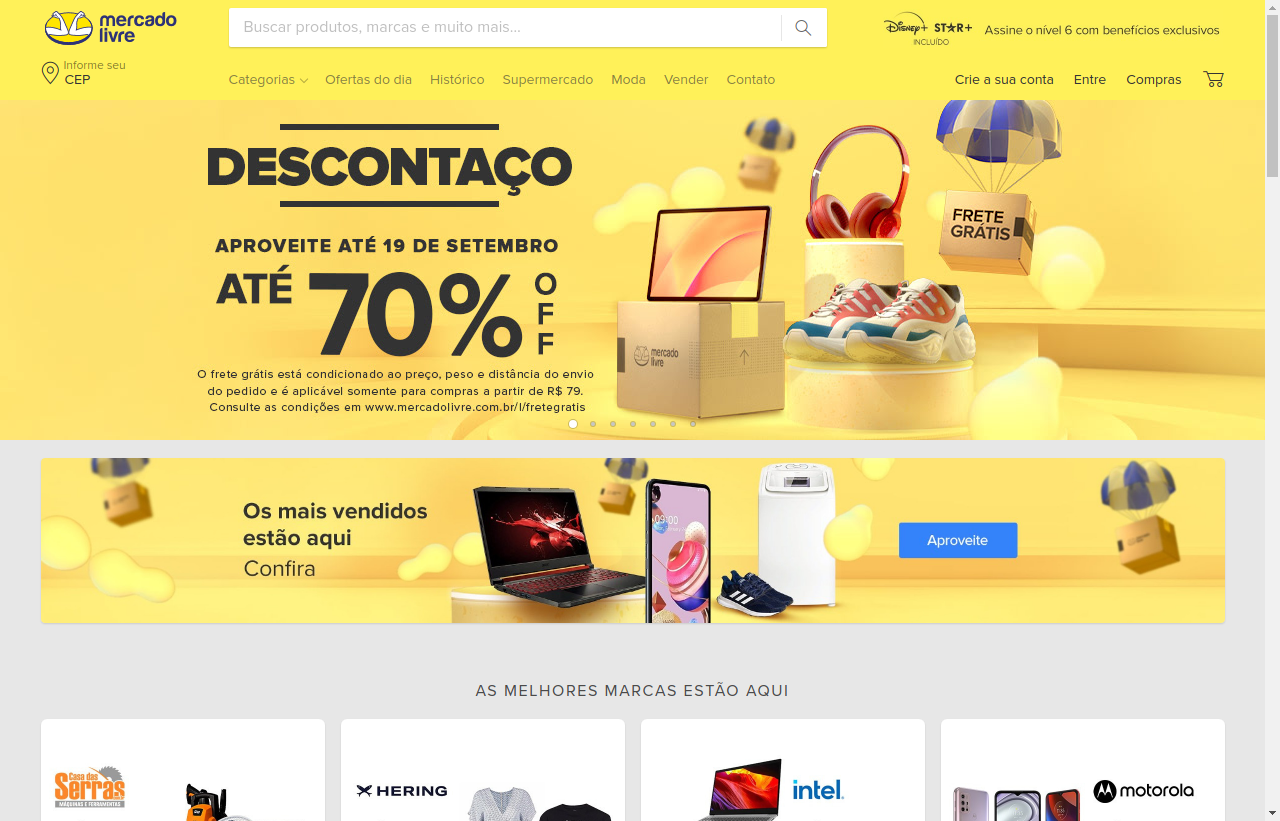 mercado
livre
Buscar produtos, marcas e muito mais...
Disney+ STAR+
INCLUÍDO
Assine o nível 6 com benefícios exclusivos
Informe seu
CEP
Categorias Ofertas do dia Histórico Supermercado Moda Vender Contato
Crie a sua conta Entre Compras
DESCONTAÇO
APROVEITE ATÉ 19 DE SETEMBRO
ATÉ 70% OFF
O frete grátis está condicionado ao preço, peso e distância do envio
do pedido e é aplicável somente para compras a partir de R$ 79.
Consulte as condições em www.mercadolivre.com.br/l/fretegratis
mercado
livre
FRETE
GRÁTIS
Os mais vendidos
estão aqui
Confira
09:00
Aproveite
AS MELHORES MARCAS ESTÃO AQUI
Casa das
Serras
MÁQUINAS E FERRAMENTAS
HERING
intel.
motorola